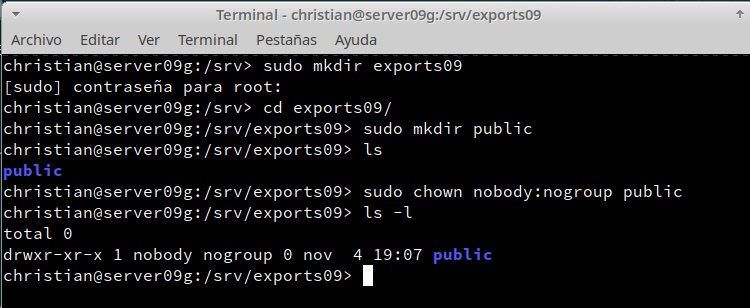 Terminal - christian@server09g:/srv/exports09
Archivo Editar Ver Terminal Pestañas Ayuda
christian@server09g:/srv> sudo mkdir exports09
[sudo] contraseña para root:
christian@server09g:/srv> cd exports09/
christian@server09g:/srv/exports09> sudo mkdir public
christian@server09g:/srv/exports09> ls
public
christian@server09g:/srv/exports09> sudo chown nobody:nogroup public
christian@server09g:/srv/exports09> ls -l
total 0
drwxr-xr-x 1 nobody nogroup 0 nov  4 19:07 public
christian@server09g:/srv/exports09>